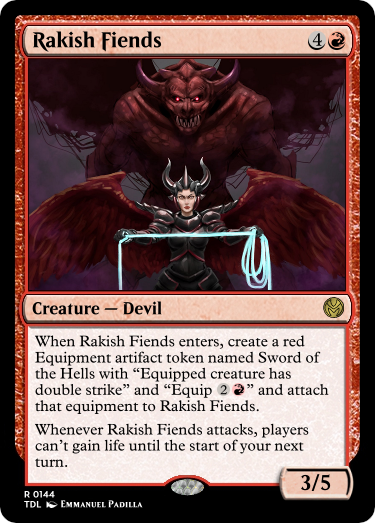 Rakish Fiends 4
Creature — Devil
When Rakish Fiends enters, create a red
Equipment artifact token named Sword of
the Hells with “Equipped creature has
double strike” and “Equip 2” and attach
that equipment to Rakish Fiends.
Whenever Rakish Fiends attacks, players
can’t gain life until the start of your next
turn.
3/5
R 0144
TDL Emmanuel Padilla